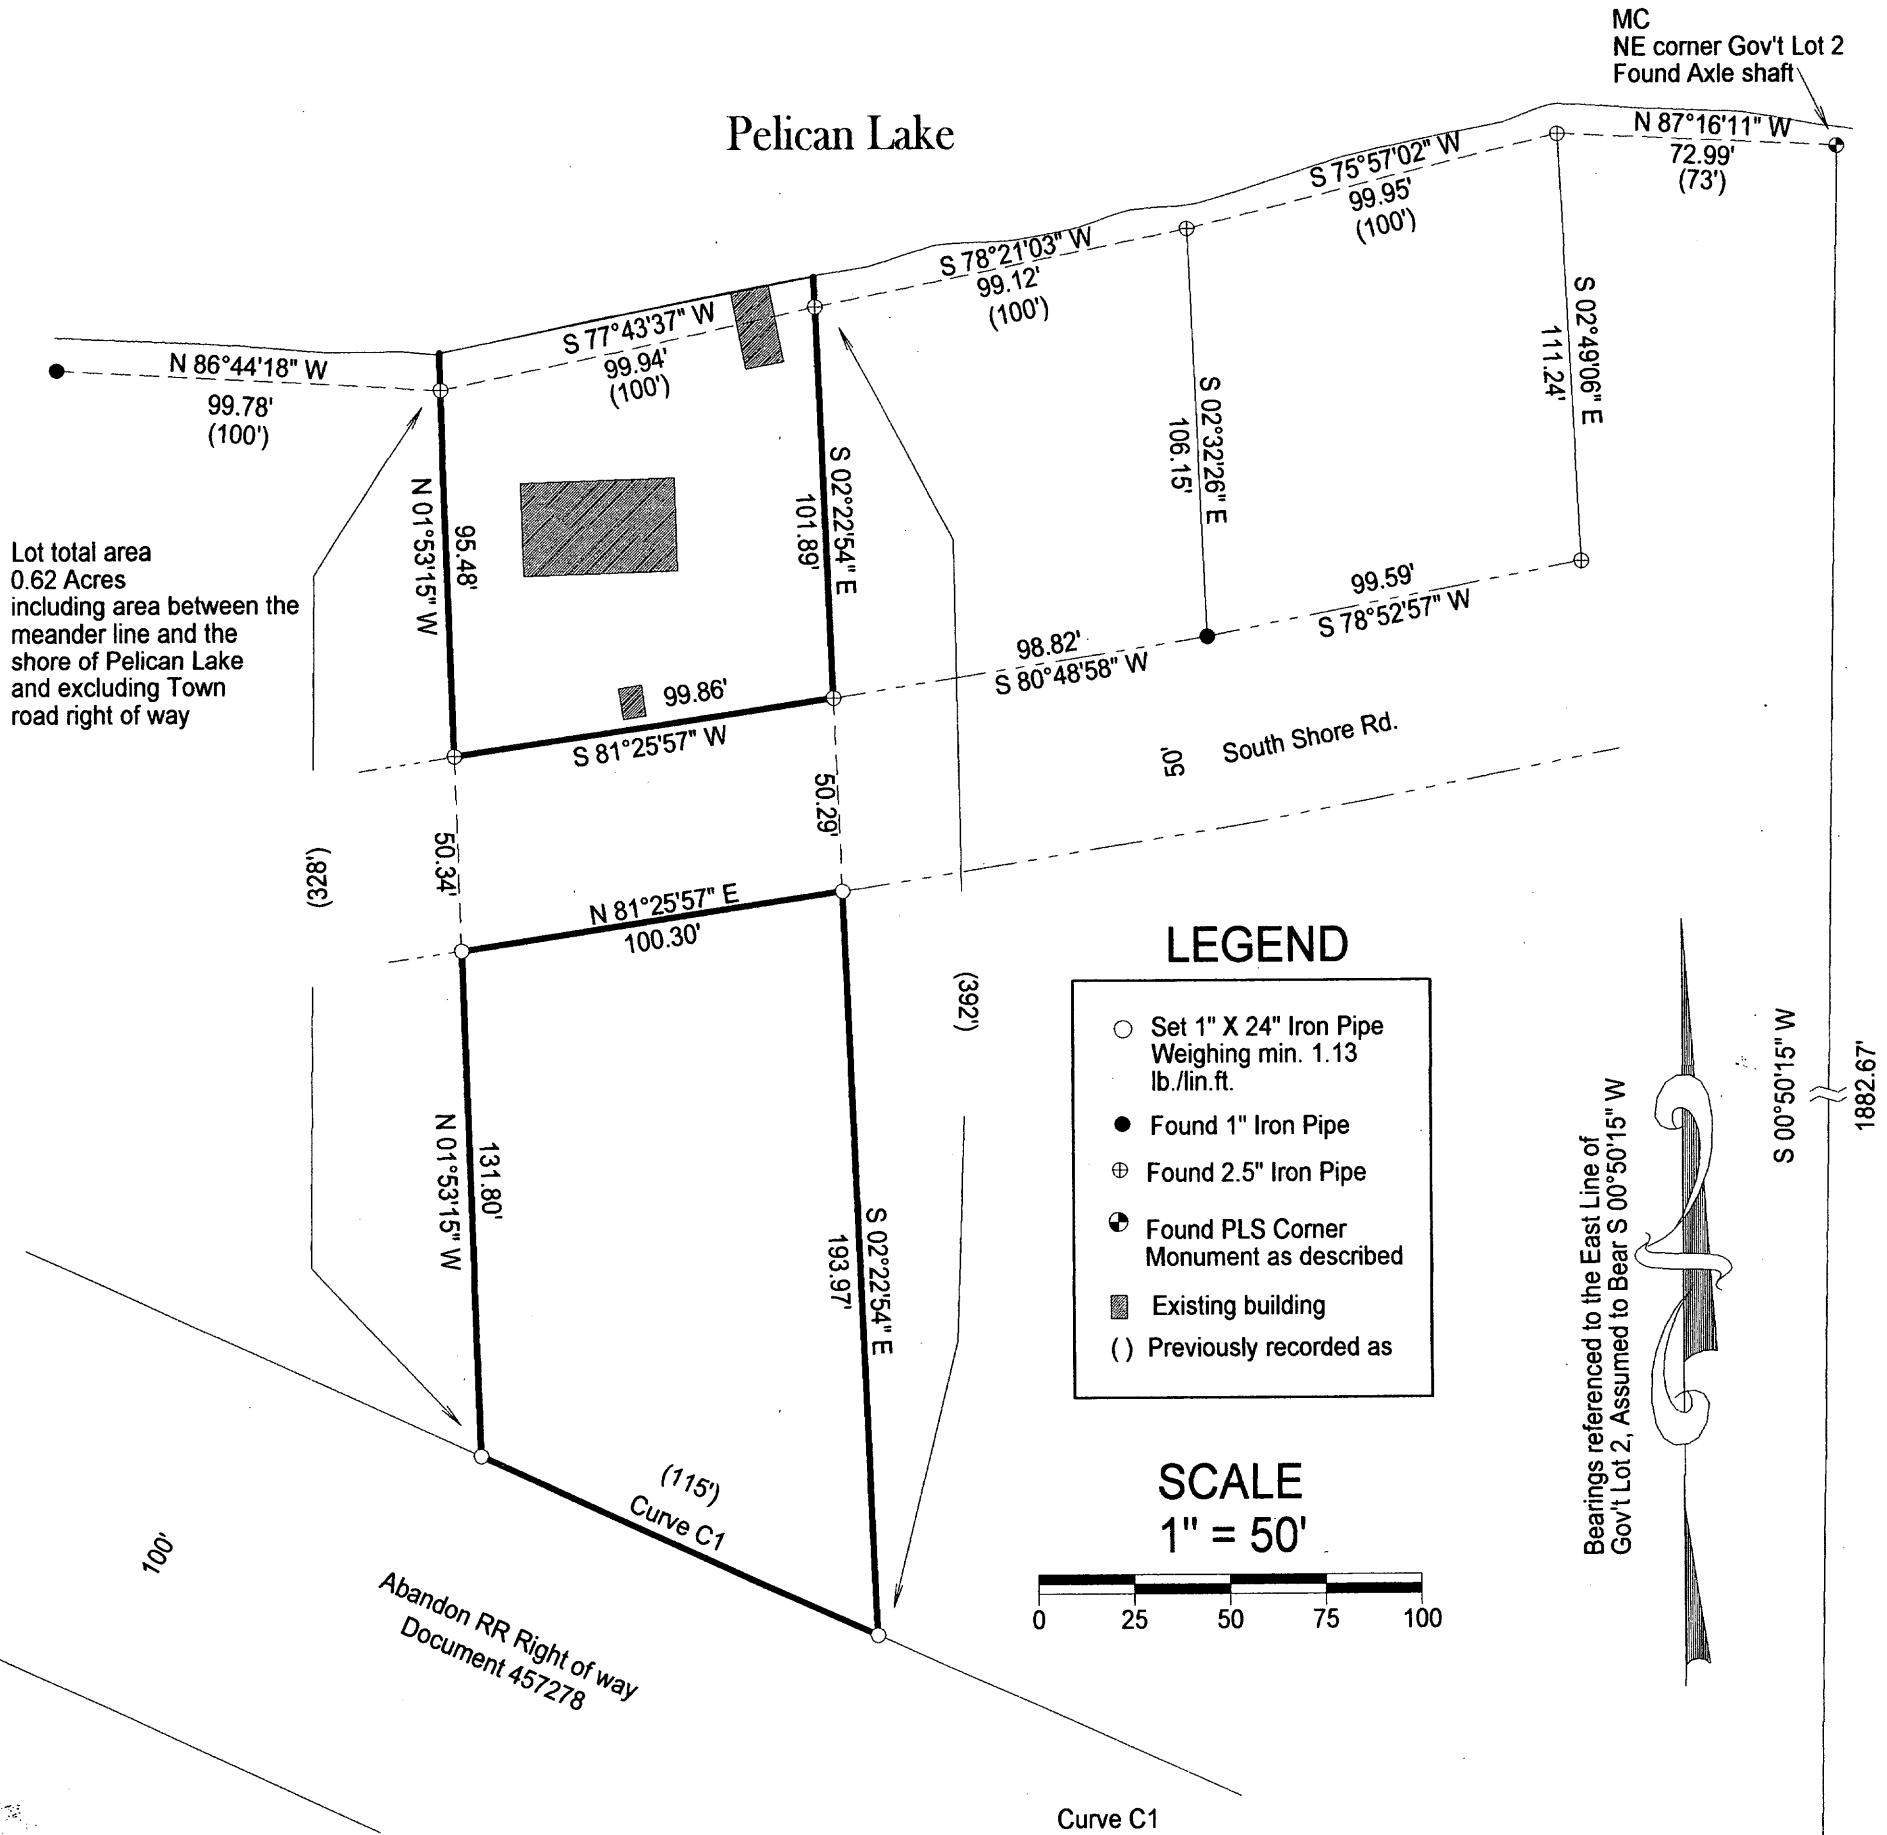 MC
NE corner Gov't Lot 2
Found Axle shaft
Pelican Lake
N 87°16'11" W
72.99'
(73')
S 75°57'02" W
99.95'
(100')
S 78°21'03" W
99.12'
(100')
S 77°43'37" W
99.94'
(100')
N 86°44'18" W
99.78'
(100')
S 02°49'06" E
111.24'
S 02°32'26" E
106.15'
S 02°22'54" E
101.89'
95.48'
N 01°53'15" W
Lot total area
0.62 Acres
including area between the
meander line and the
shore of Pelican Lake
and excluding Town
road right of way
99.59'
S 78°52'57" W
98.82'
S 80°48'58" W
99.86'
S 81°25'57" W
50'
South Shore Rd.
50.29'
50.34'
(328')
N 81°25'57" E
100.30'
(392')
LEGEND
Set 1" X 24" Iron Pipe
Weighing min. 1.13
lb./lin.ft.
Found 1" Iron Pipe
Found 2.5" Iron Pipe
Found PLS Corner
Monument as described
Existing building
( ) Previously recorded as
S 00°50'15" W
1882.67'
Bearings referenced to the East Line of
Gov't Lot 2, Assumed to Bear S 00°50'15" W
131.80'
N 01°53'15" W
S 02°22'54" E
193.97'
(115')
Curve C1
SCALE
1" = 50'
0 25 50 75 100
100'
Abandon RR Right of way
Document 457278
Curve C1